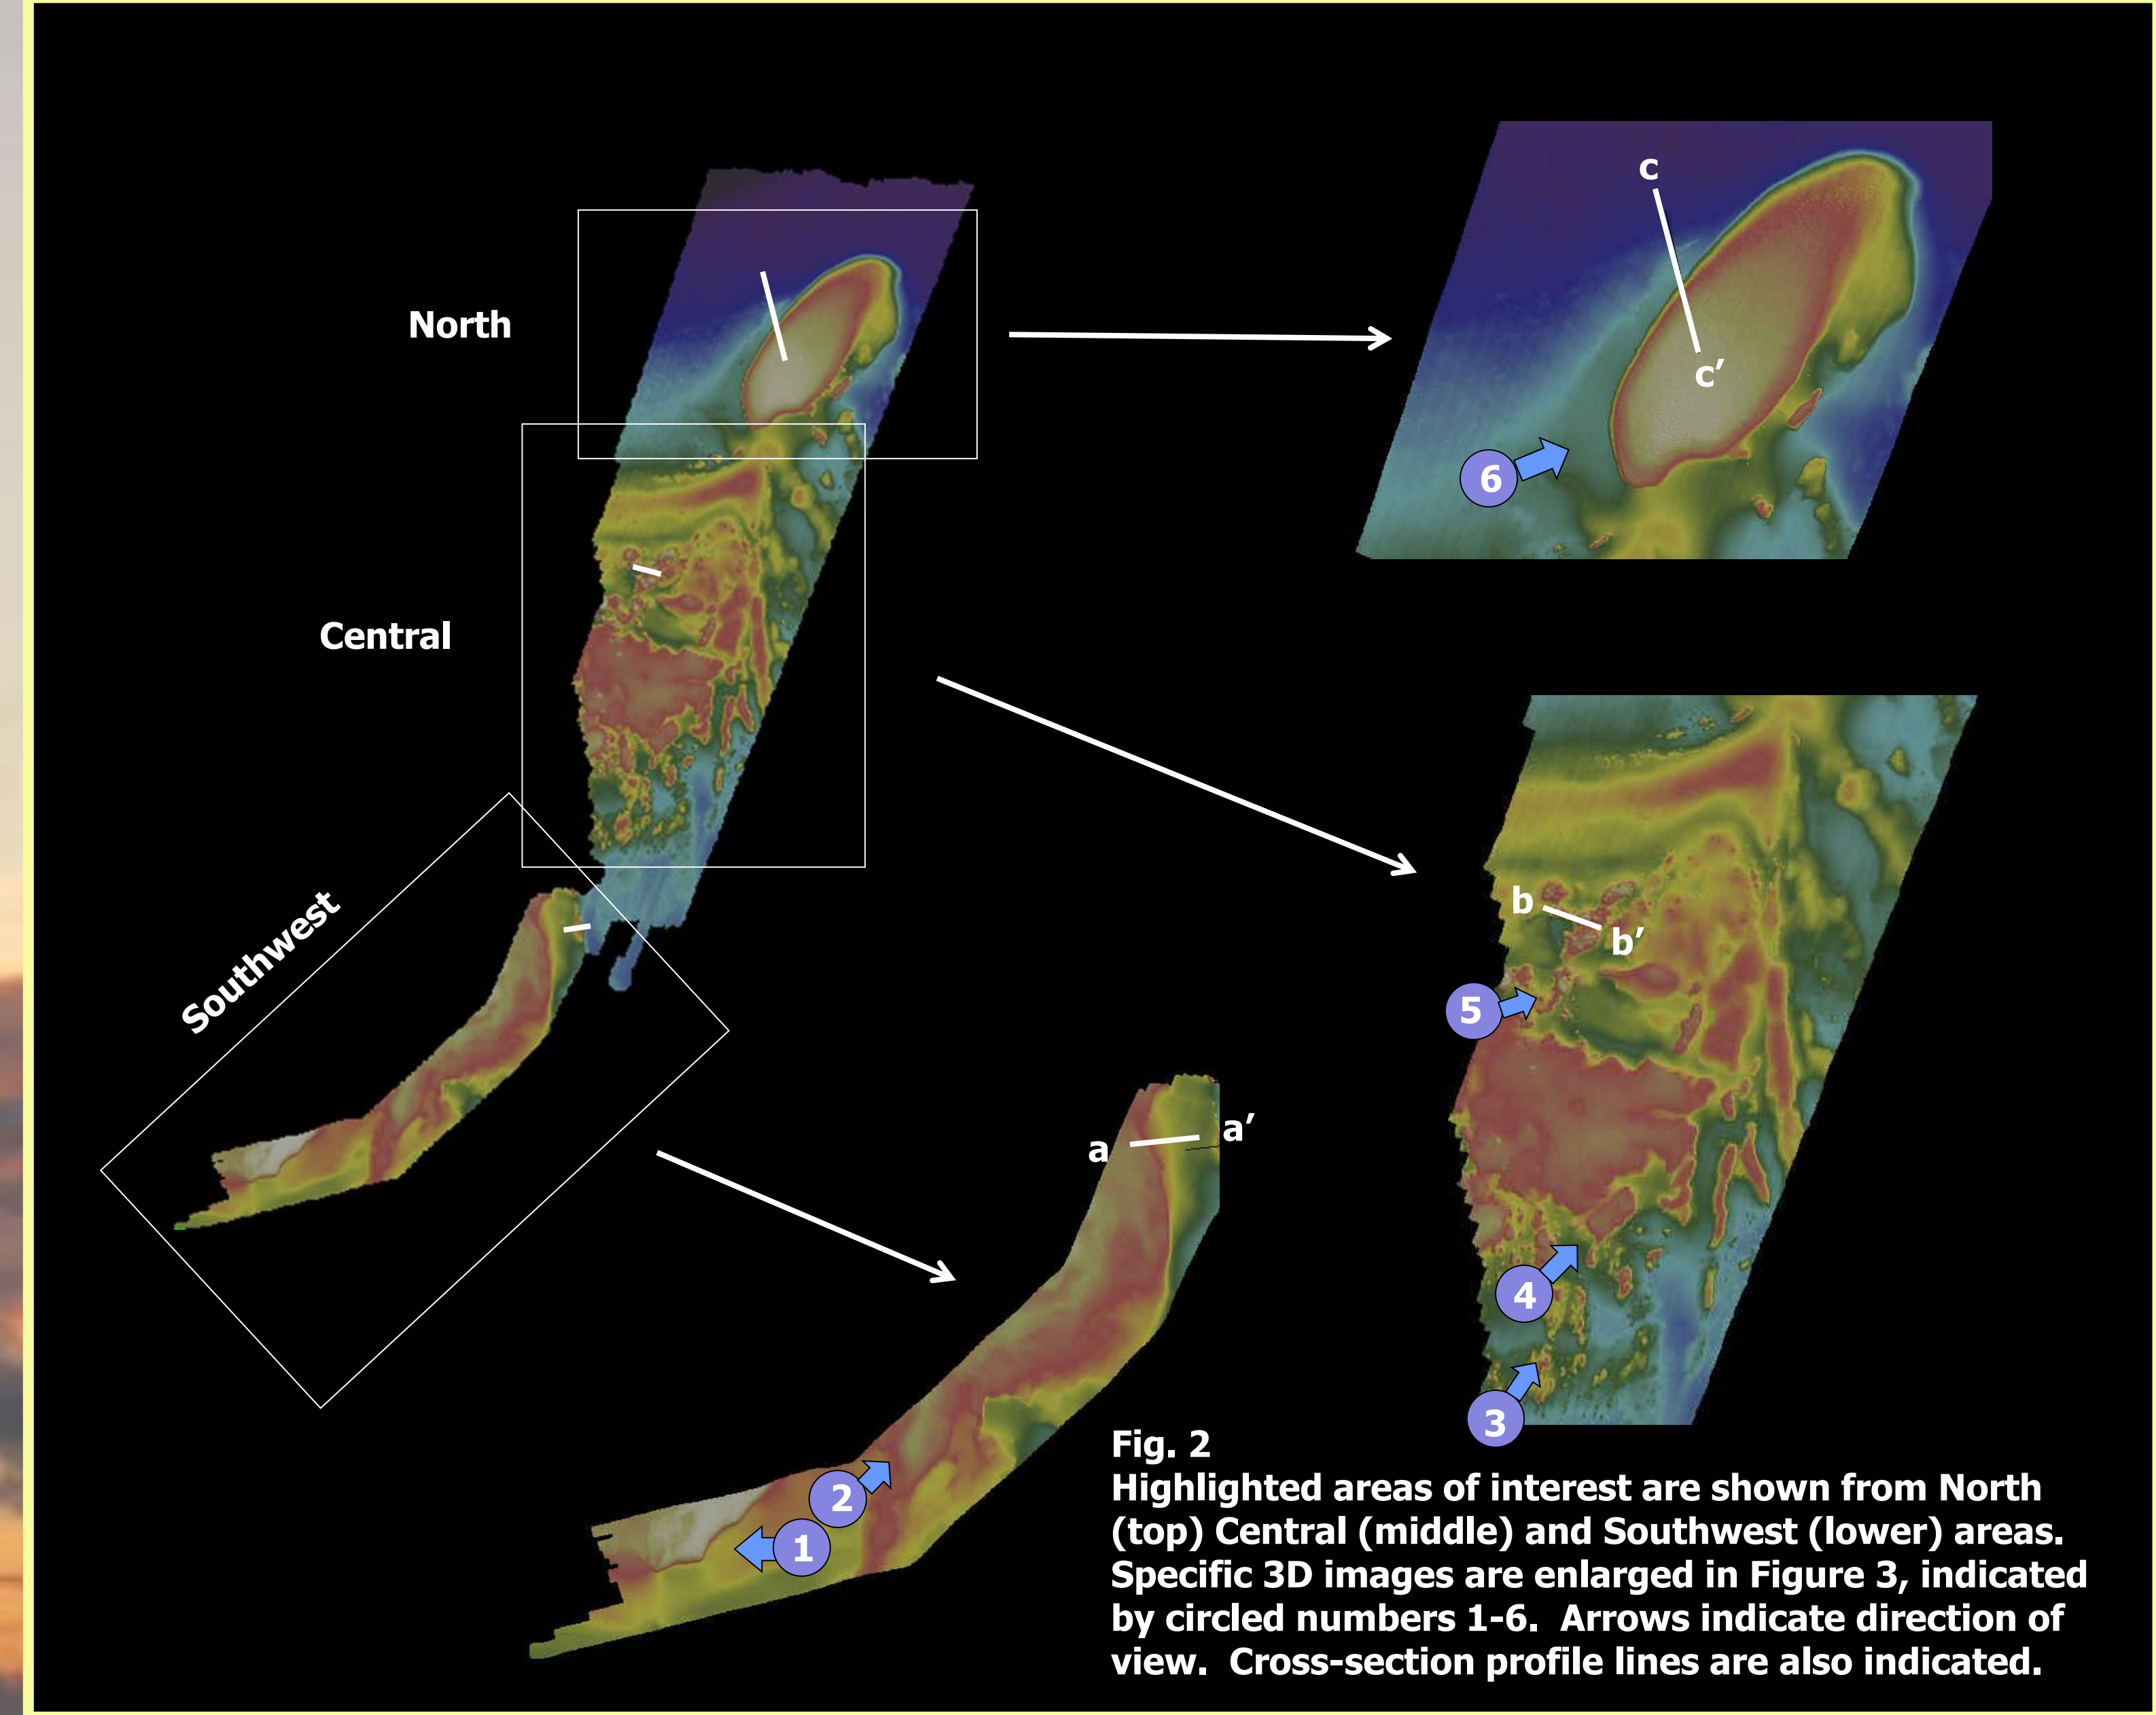 North
c
c′
6
Central
b
b′
5
4
3
Southwest
a
a′
2
1
Fig. 2
Highlighted areas of interest are shown from North
(top) Central (middle) and Southwest (lower) areas.
Specific 3D images are enlarged in Figure 3, indicated
by circled numbers 1-6.  Arrows indicate direction of
view.  Cross-section profile lines are also indicated.